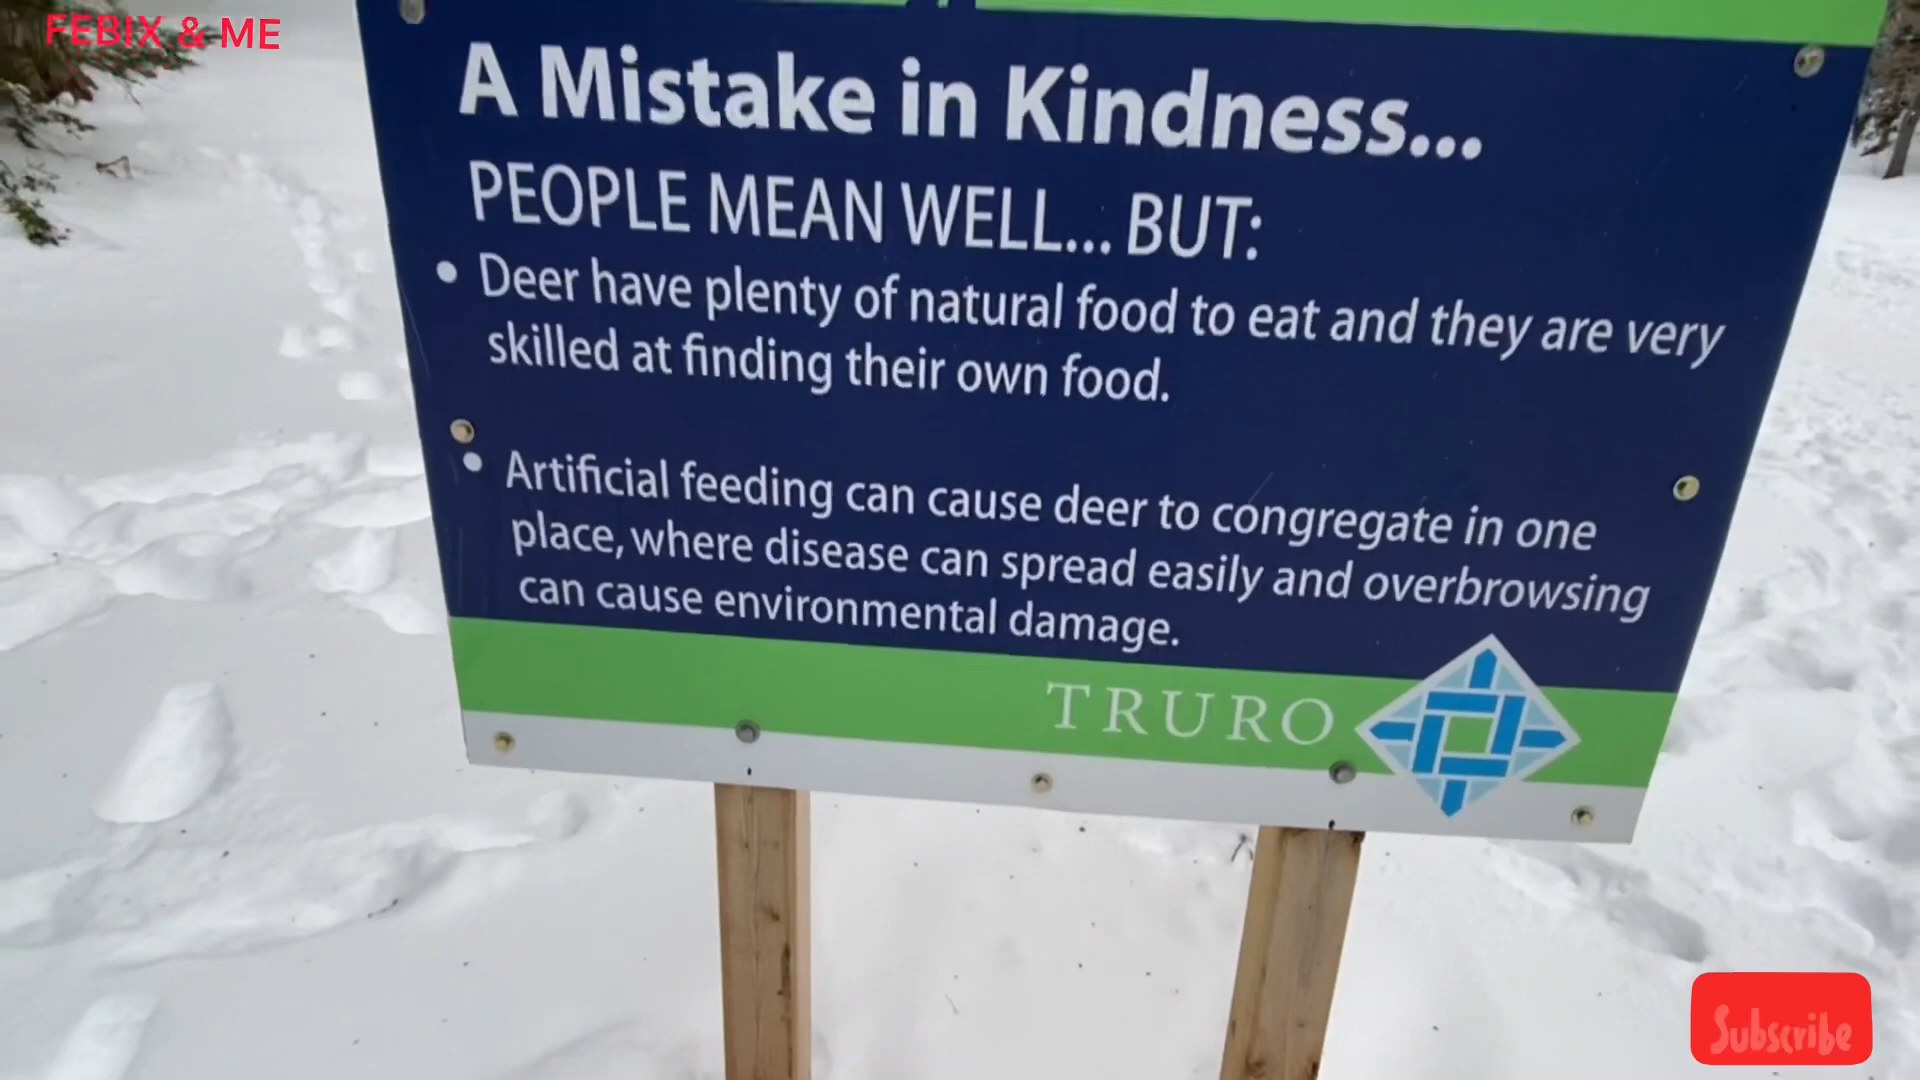 FEBIX & ME
A Mistake in Kindness...
PEOPLE MEAN WELL... BUT:
• Deer have plenty of natural food to eat and they are very
skilled at finding their own food.
• Artificial feeding can cause deer to congregate in one
place, where disease can spread easily and overbrowsing
can cause environmental damage.
TRURO
Subscribe